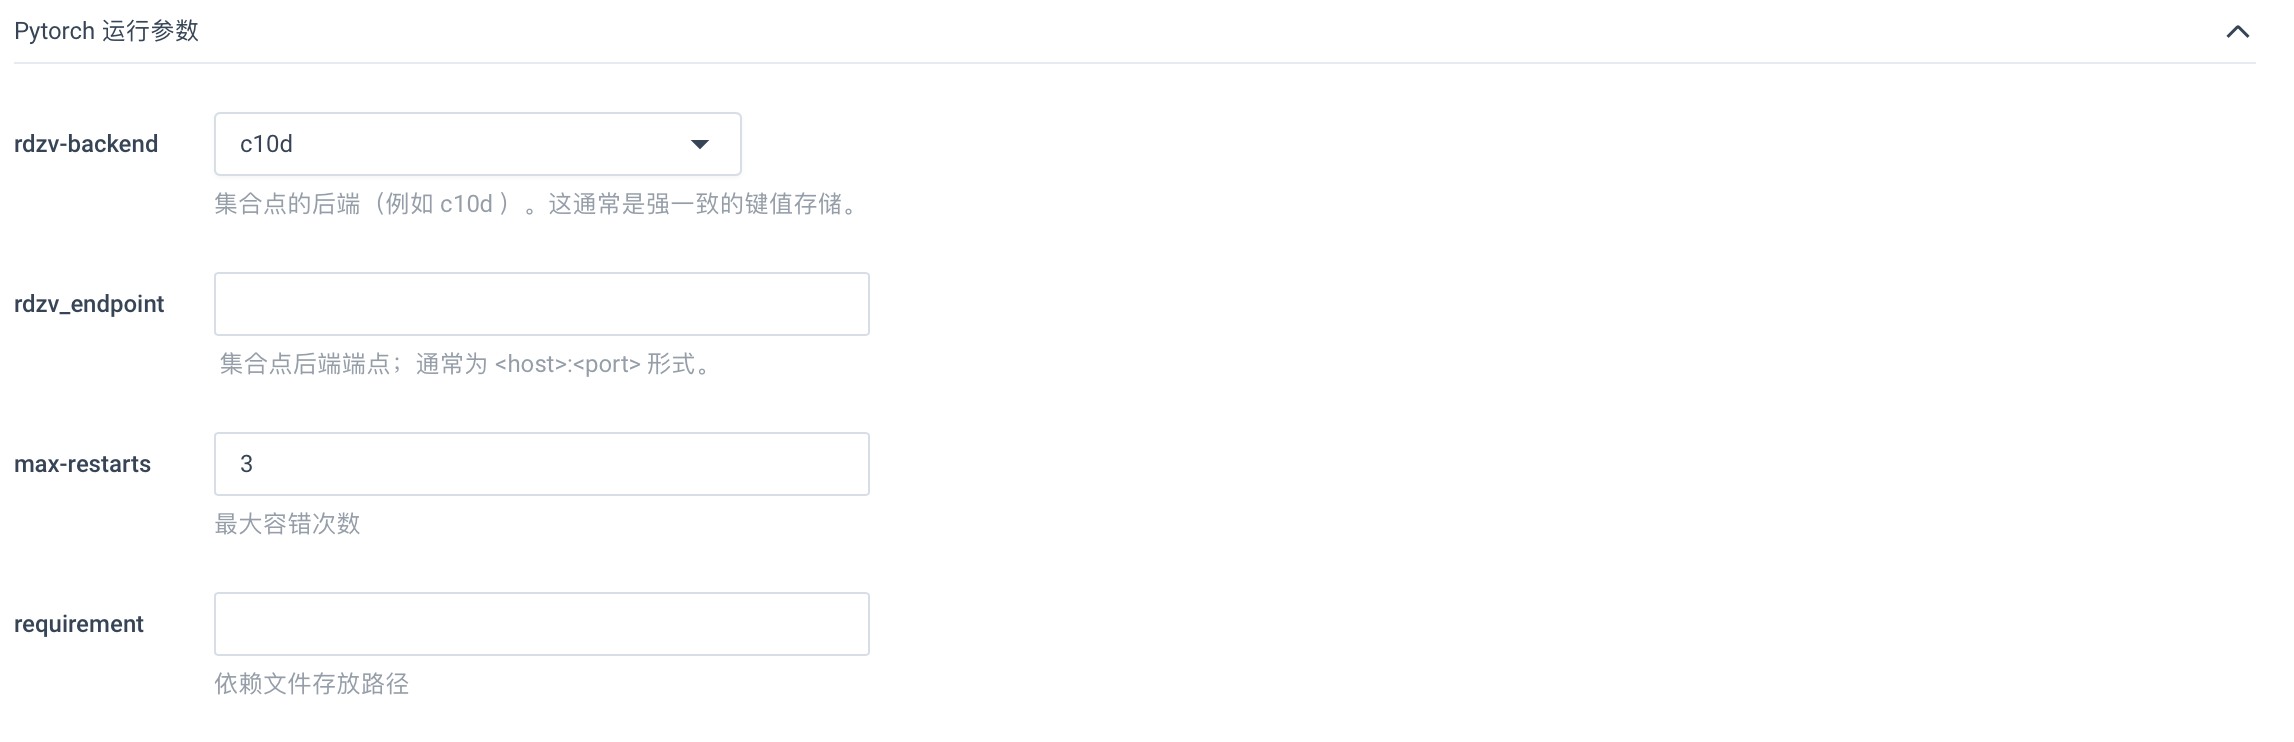 Pytorch 运行参数
rdzv-backend
c10d
集合点的后端（例如 c10d ）。这通常是强一致的键值存储。
rdzv_endpoint
集合点后端端点；通常为 <host>:<port> 形式。
max-restarts
3
最大容错次数
requirement
依赖文件存放路径